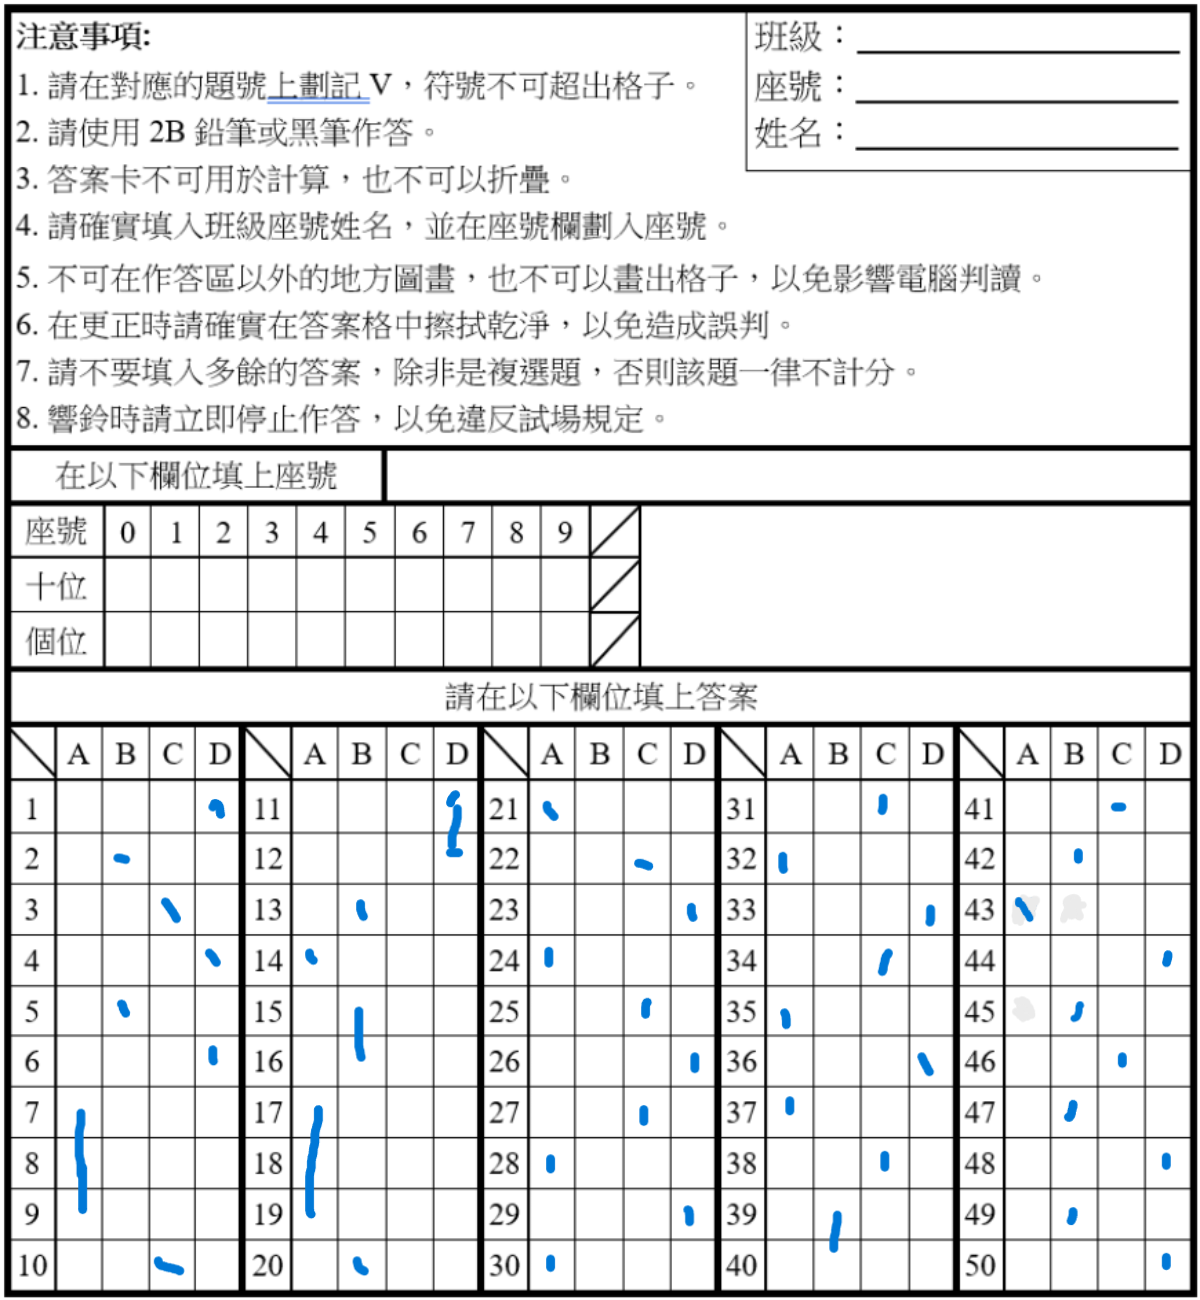 注意事項:
1. 請在對應的題號上劃記 V，符號不可超出格子。
2. 請使用 2B 鉛筆或黑筆作答。
3. 答案卡不可用於計算，也不可以折疊。
4. 請確實填入班級座號姓名，並在座號欄劃入座號。
5. 不可在作答區以外的地方圖畫，也不可以畫出格子，以免影響電腦判讀。
6. 在更正時請確實在答案格中擦拭乾淨，以免造成誤判。
7. 請不要填入多餘的答案，除非是複選題，否則該題一律不計分。
8. 響鈴時請立即停止作答，以免違反試場規定。
班級：
座號：
姓名：
在以下欄位填上座號
座號 0 1 2 3 4 5 6 7 8 9
十位
個位
請在以下欄位填上答案
A B C D A B C D A B C D A B C D A B C D
1 11 21 31 41
2 12 22 32 42
3 13 23 33 43
4 14 24 34 44
5 15 25 35 45
6 16 26 36 46
7 17 27 37 47
8 18 28 38 48
9 19 29 39 49
10 20 30 40 50